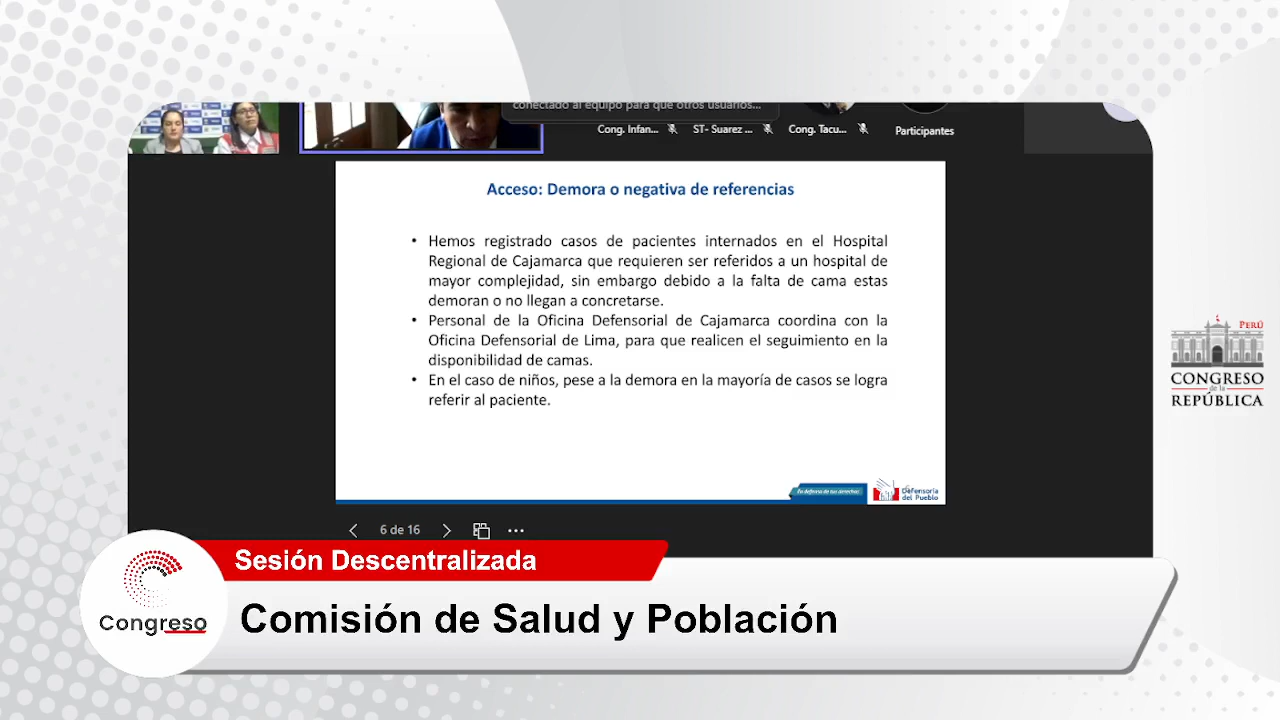 conectado al equipo para que otros usuarios...
Cong. Infan...
ST- Suarez ...
Cong. Tacu...
Participantes
Acceso: Demora o negativa de referencias
• Hemos registrado casos de pacientes internados en el Hospital
Regional de Cajamarca que requieren ser referidos a un hospital de
mayor complejidad, sin embargo debido a la falta de cama estas
demoran o no llegan a concretarse.
• Personal de la Oficina Defensorial de Cajamarca coordina con la
Oficina Defensorial de Lima, para que realicen el seguimiento en la
disponibilidad de camas.
• En el caso de niños, pese a la demora en la mayoría de casos se logra
referir al paciente.
En defensa de sus derechos
Defensoría
del Pueblo
6 de 16
PERÚ
CONGRESO
de la
REPÚBLICA
Sesión Descentralizada
Congreso
Comisión de Salud y Población